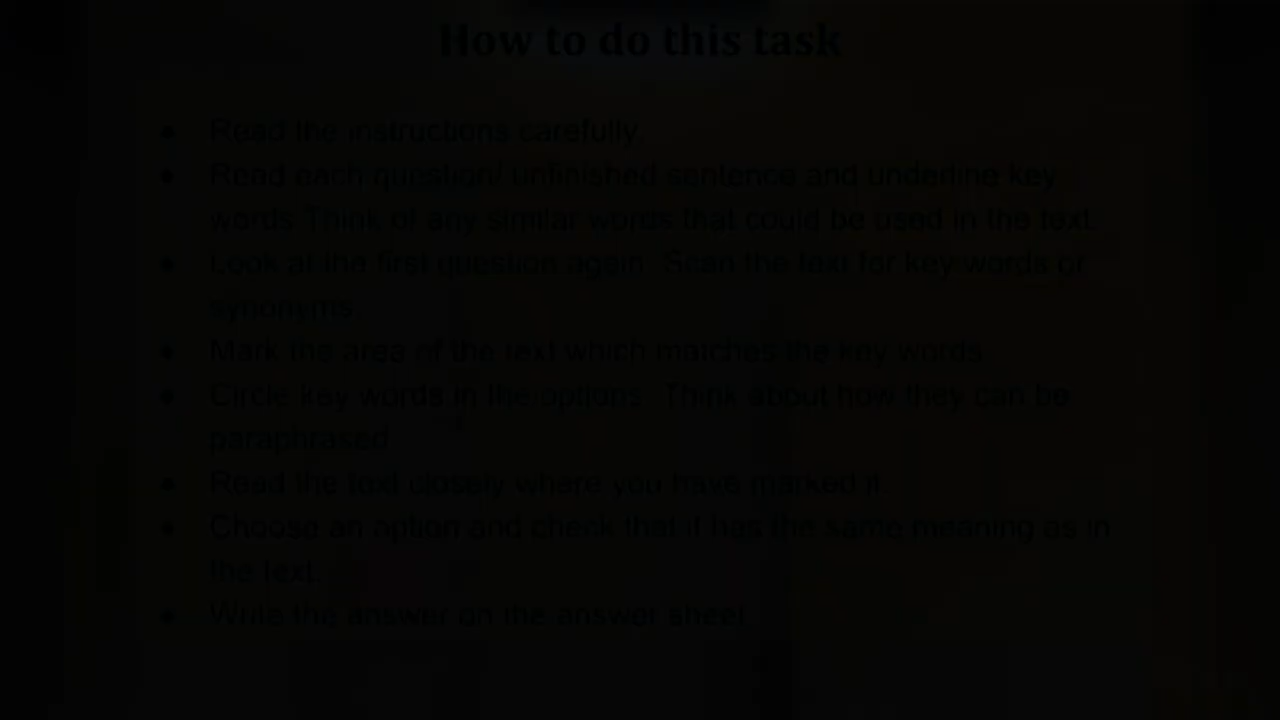 How to do this task
• Read the instructions carefully.
• Read each question/ unfinished sentence and underline key
words Think of any similar words that could be used in the text.
• Look at the first question again. Scan the text for key words or
synonyms.
• Mark the area of the text which matches the key words.
• Circle key words in the options. Think about how they can be
paraphrased.
• Read the text closely where you have marked it.
• Choose an option and check that it has the same meaning as in
the text.
• Write the answer on the answer sheet.